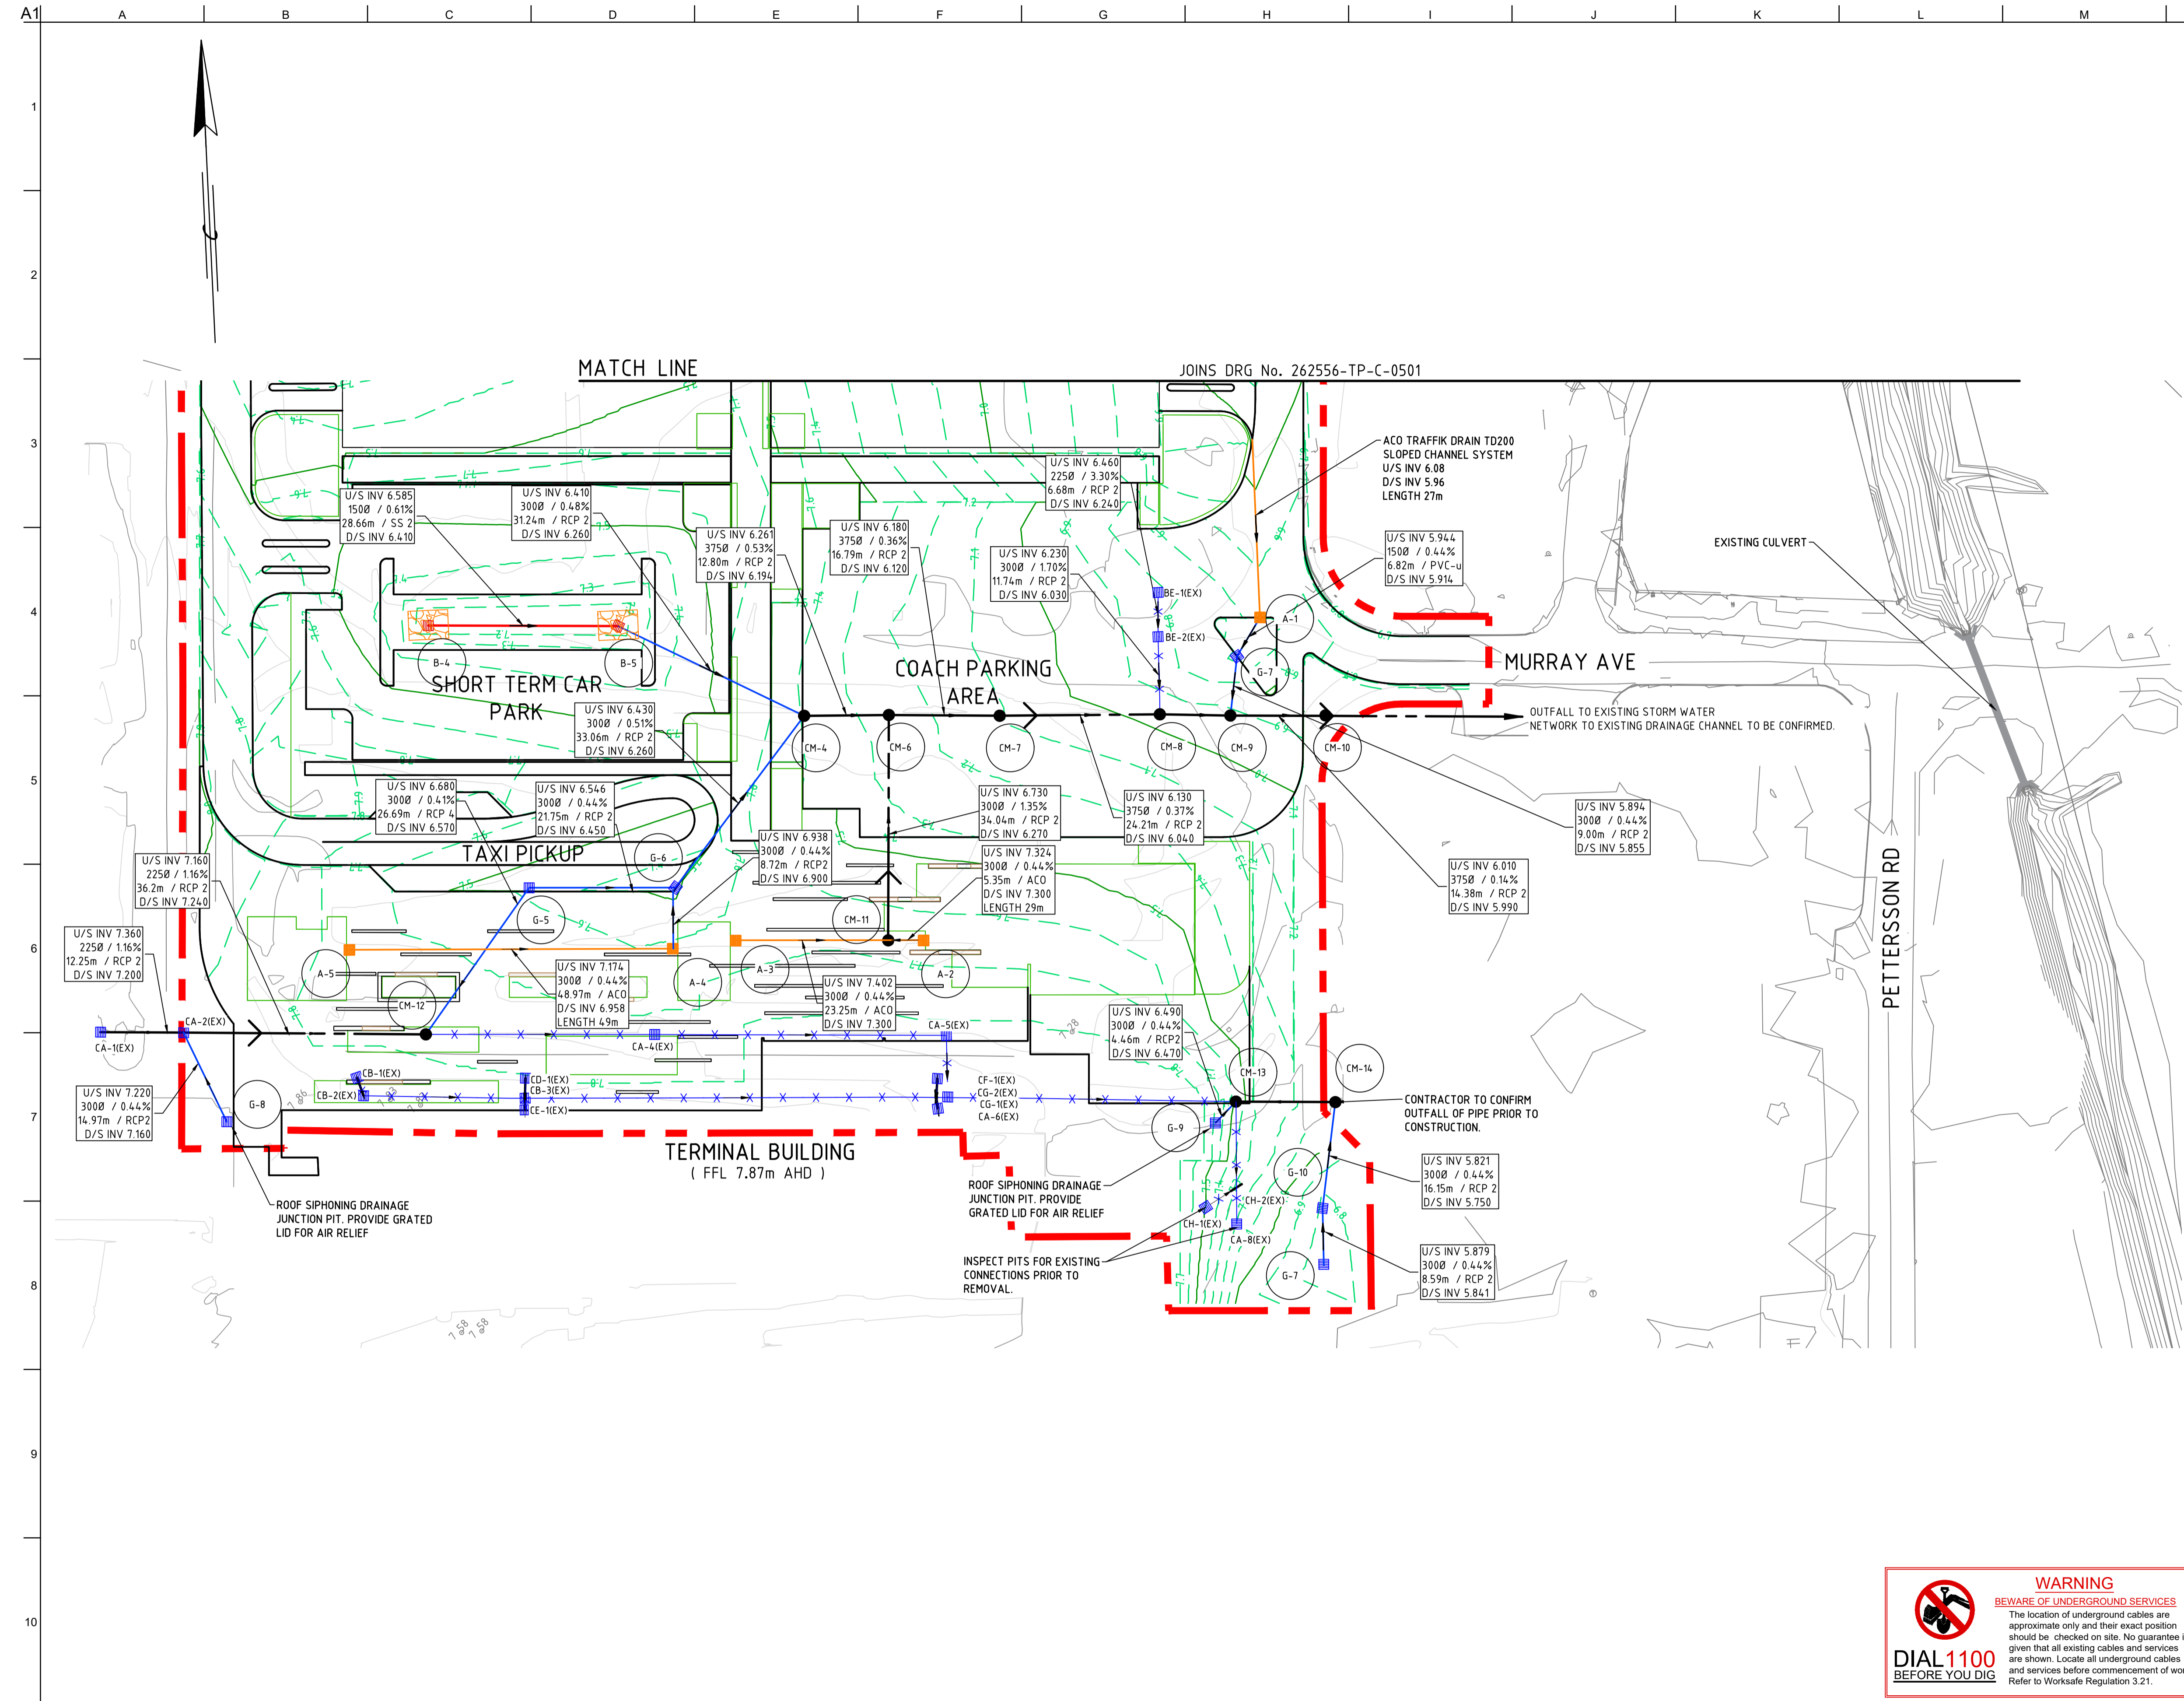 A1
A
B
C
D
E
F
G
H
I
J
K
L
M
1
2
3
4
5
6
7
8
9
10
MATCH LINE
JOINS DRG No. 262556-TP-C-0501
ACO TRAFFIK DRAIN TD200
SLOPED CHANNEL SYSTEM
U/S INV 6.08
D/S INV 5.96
LENGTH 27m
U/S INV 6.460
225Ø / 3.30%
6.68m / RCP 2
D/S INV 6.240
U/S INV 6.585
150Ø / 0.61%
28.66m / SS 2
D/S INV 6.410
U/S INV 6.410
300Ø / 0.48%
31.24m / RCP 2
D/S INV 6.260
U/S INV 6.261
375Ø / 0.53%
12.80m / RCP 2
D/S INV 6.194
U/S INV 6.180
375Ø / 0.36%
16.79m / RCP 2
D/S INV 6.120
U/S INV 6.230
300Ø / 1.70%
11.74m / RCP 2
D/S INV 6.030
U/S INV 5.944
150Ø / 0.44%
6.82m / PVC-u
D/S INV 5.914
EXISTING CULVERT
BE-1(EX)
BE-2(EX)
A-1
G-7
B-4
B-5
SHORT TERM CAR
PARK
COACH PARKING
AREA
MURRAY AVE
OUTFALL TO EXISTING STORM WATER
NETWORK TO EXISTING DRAINAGE CHANNEL TO BE CONFIRMED.
U/S INV 6.430
300Ø / 0.51%
33.06m / RCP 2
D/S INV 6.260
CM-4
CM-6
CM-7
CM-8
CM-9
CM-10
U/S INV 6.680
300Ø / 0.41%
26.69m / RCP 4
D/S INV 6.570
U/S INV 6.546
300Ø / 0.44%
21.75m / RCP 2
D/S INV 6.450
U/S INV 6.730
300Ø / 1.35%
34.04m / RCP 2
D/S INV 6.270
U/S INV 6.130
375Ø / 0.37%
24.21m / RCP 2
D/S INV 6.040
U/S INV 5.894
300Ø / 0.44%
9.00m / RCP 2
D/S INV 5.855
TAXI PICKUP
G-6
U/S INV 6.938
300Ø / 0.44%
8.72m / RCP2
D/S INV 6.900
U/S INV 7.324
300Ø / 0.44%
5.35m / ACO
D/S INV 7.300
LENGTH 29m
U/S INV 6.010
375Ø / 0.14%
14.38m / RCP 2
D/S INV 5.990
U/S INV 7.160
225Ø / 1.16%
36.2m / RCP 2
D/S INV 7.240
PETTERSSON RD
G-5
CM-11
U/S INV 7.360
225Ø / 1.16%
12.25m / RCP 2
D/S INV 7.200
A-5
A-4
A-3
A-2
U/S INV 7.174
300Ø / 0.44%
48.97m / ACO
D/S INV 6.958
LENGTH 49m
U/S INV 7.402
300Ø / 0.44%
23.25m / ACO
D/S INV 7.300
CM-12
CA-1(EX)
CA-2(EX)
CA-4(EX)
CA-5(EX)
U/S INV 6.490
300Ø / 0.44%
4.46m / RCP2
D/S INV 6.470
CM-13
CM-14
U/S INV 7.220
300Ø / 0.44%
14.97m / RCP2
D/S INV 7.160
G-8
CB-1(EX)
CB-2(EX)
CD-1(EX)
CB-3(EX)
CE-1(EX)
CF-1(EX)
CG-2(EX)
CG-1(EX)
CA-6(EX)
G-9
CONTRACTOR TO CONFIRM
OUTFALL OF PIPE PRIOR TO
CONSTRUCTION.
TERMINAL BUILDING
( FFL 7.87m AHD )
ROOF SIPHONING DRAINAGE
JUNCTION PIT. PROVIDE GRATED
LID FOR AIR RELIEF
ROOF SIPHONING DRAINAGE
JUNCTION PIT. PROVIDE
GRATED LID FOR AIR RELIEF
G-10
CH-2(EX)
CH-1(EX)
CA-8(EX)
U/S INV 5.821
300Ø / 0.44%
16.15m / RCP 2
D/S INV 5.750
INSPECT PITS FOR EXISTING
CONNECTIONS PRIOR TO
REMOVAL.
G-7
U/S INV 5.879
300Ø / 0.44%
8.59m / RCP 2
D/S INV 5.841
7.58
7.58
WARNING
BEWARE OF UNDERGROUND SERVICES
The location of underground cables are
approximate only and their exact position
should be checked on site. No guarantee
given that all existing cables and services
are shown. Locate all underground cables
and services before commencement of
Refer to Worksafe Regulation 3.21.
DIAL1100
BEFORE YOU DIG